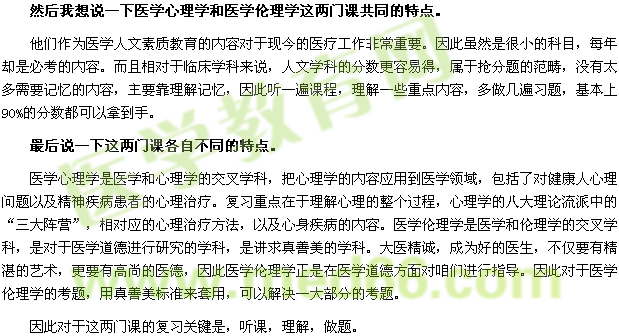 然后我想说一下医学心理学和医学伦理学这两门课共同的特点。
他们作为医学人文素质教育的内容对于现今的医疗工作非常重要。因此虽然是很小的科目，每年
却是必考的内容。而且相对于临床学科来说，人文学科的分数更容易得，属于抢分题的范畴，没有太
多需要记忆的内容，主要靠理解记忆，因此听一遍课程，理解一些重点内容，多做几遍习题，基本上
90%的分数都可以拿到手。
最后说一下这两门课各自不同的特点。
医学心理学是医学和心理学的交叉学科，把心理学的内容应用到医学领域，包括了对健康人心理
问题以及精神疾病患者的心理治疗。复习重点在于理解心理的整个过程，心理学的八大理论流派中的
“三大阵营”，相对应的心理治疗方法，以及心身疾病的内容。医学伦理学是医学和伦理学的交叉学
科，是对于医学道德进行研究的学科，是讲求真善美的学科。大医精诚，成为好的医生，不仅要有精
湛的艺术，更要有高尚的医德，因此医学伦理学正是在医学道德方面对咱们进行指导。因此对于医学
伦理学的考题，用真善美标准来套用，可以解决一大部分的考题。
因此对于这两门课的复习关键是，听课，理解，做题。
医学教育网
www.med66.com